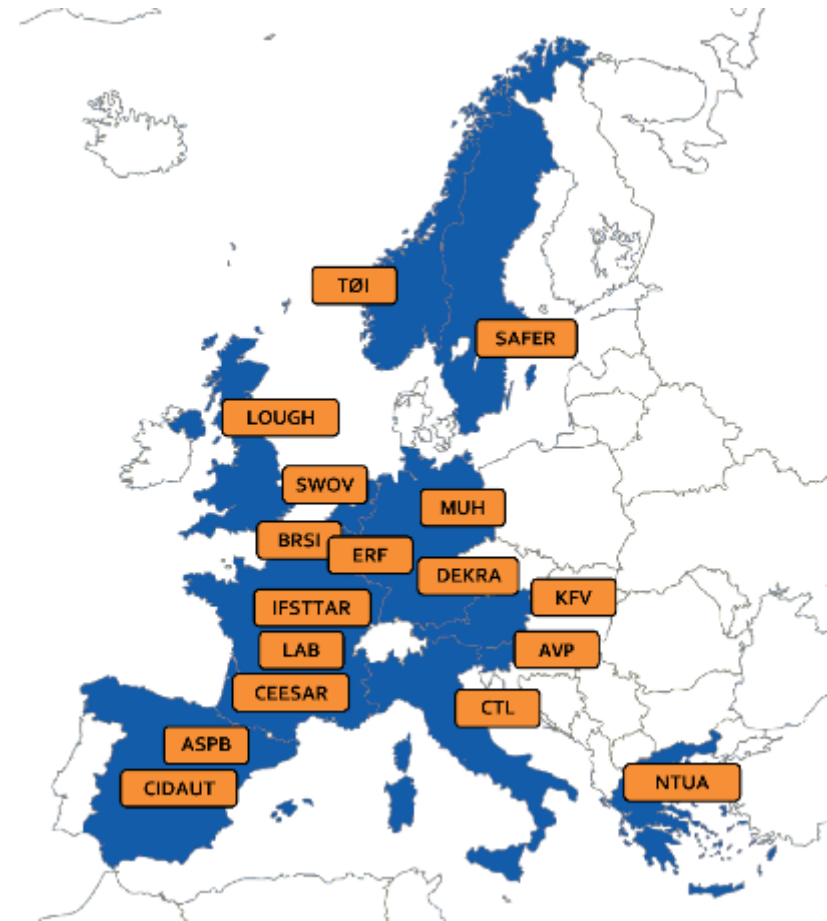 TØI
SAFER
LOUGH
SWOV
MUH
BRSI
ERF
DEKRA
KFV
IFSTTAR
LAB
AVP
CEESAR
CTL
ASPB
CIDAUT
NTUA